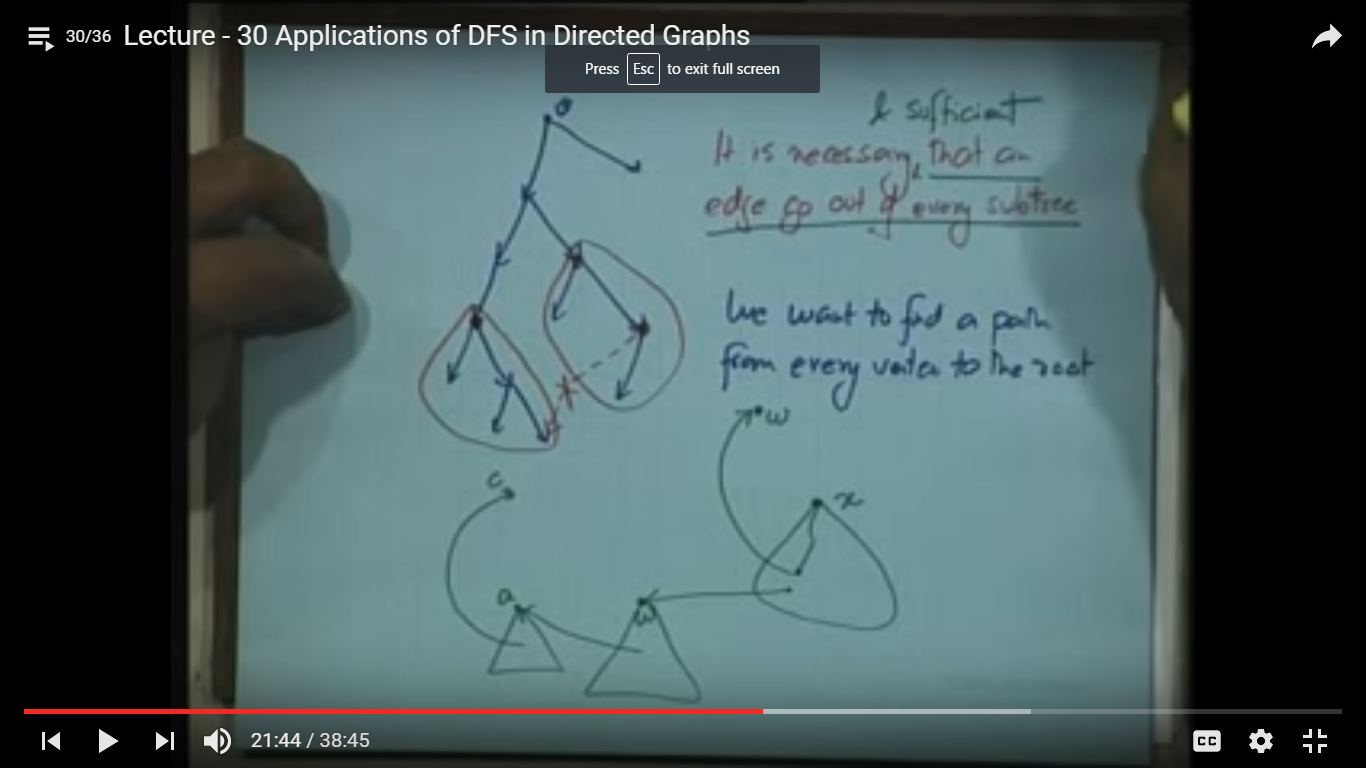 30/36 Lecture - 30 Applications of DFS in Directed Graphs
Press Esc to exit full screen
& sufficient
It is necessary that an
edge go out of every subtree
We want to find a path
from every vertex to the root
w
x
c
a
w
21:44 / 38:45
CC